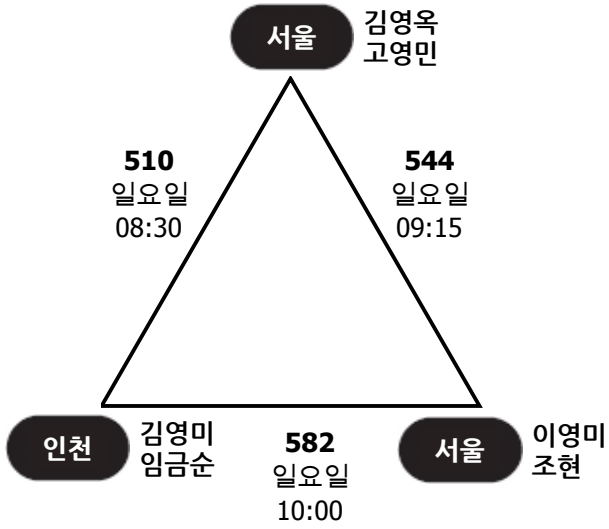 서울
김영옥
고영민
510
일요일
08:30
544
일요일
09:15
인천
김영미
임금순
582
일요일
10:00
서울
이영미
조현